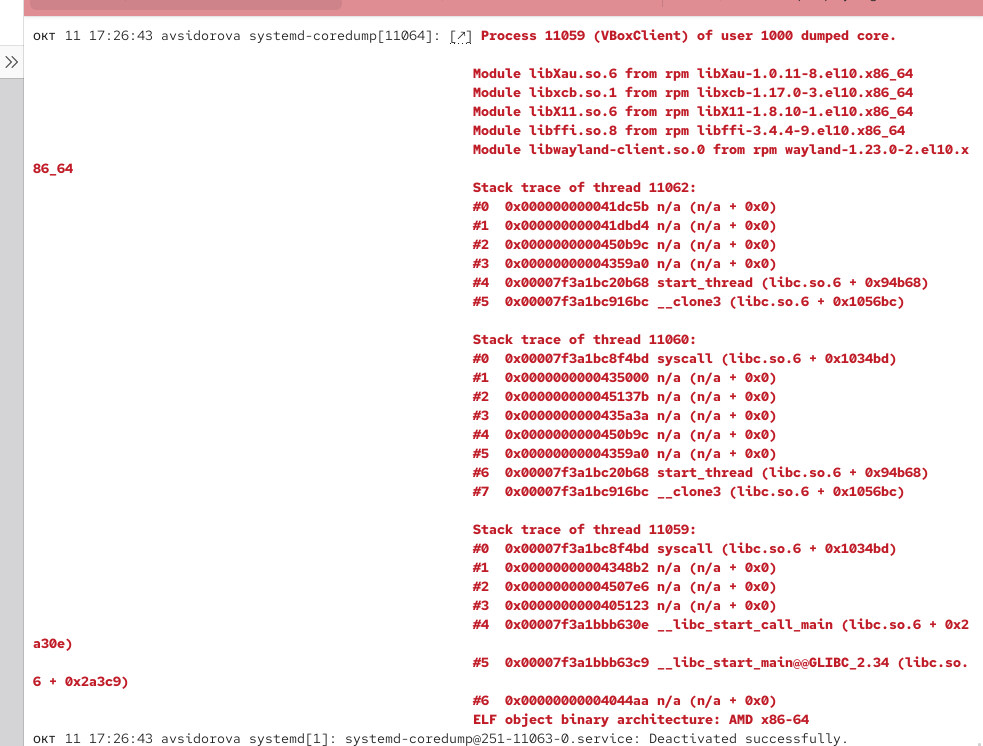 окт 11 17:26:43 avsidorova systemd-coredump[11064]: [↗] Process 11059 (VBoxClient) of user 1000 dumped core.
Module libXau.so.6 from rpm libXau-1.0.11-8.el10.x86_64
Module libxcb.so.1 from rpm libxcb-1.17.0-3.el10.x86_64
Module libX11.so.6 from rpm libX11-1.8.10-1.el10.x86_64
Module libffi.so.8 from rpm libffi-3.4.4-9.el10.x86_64
Module libwayland-client.so.0 from rpm wayland-1.23.0-2.el10.x
86_64
Stack trace of thread 11062:
#0 0x000000000041dc5b n/a (n/a + 0x0)
#1 0x000000000041dbd4 n/a (n/a + 0x0)
#2 0x0000000000450b9c n/a (n/a + 0x0)
#3 0x00000000004359a0 n/a (n/a + 0x0)
#4 0x00007f3a1bc20b68 start_thread (libc.so.6 + 0x94b68)
#5 0x00007f3a1bc916bc __clone3 (libc.so.6 + 0x1056bc)
Stack trace of thread 11060:
#0 0x00007f3a1bc8f4bd syscall (libc.so.6 + 0x1034bd)
#1 0x0000000000435000 n/a (n/a + 0x0)
#2 0x000000000045137b n/a (n/a + 0x0)
#3 0x0000000000435a3a n/a (n/a + 0x0)
#4 0x0000000000450b9c n/a (n/a + 0x0)
#5 0x00000000004359a0 n/a (n/a + 0x0)
#6 0x00007f3a1bc20b68 start_thread (libc.so.6 + 0x94b68)
#7 0x00007f3a1bc916bc __clone3 (libc.so.6 + 0x1056bc)
Stack trace of thread 11059:
#0 0x00007f3a1bc8f4bd syscall (libc.so.6 + 0x1034bd)
#1 0x00000000004348b2 n/a (n/a + 0x0)
#2 0x00000000004507e6 n/a (n/a + 0x0)
#3 0x0000000000405123 n/a (n/a + 0x0)
#4 0x00007f3a1bbb630e __libc_start_call_main (libc.so.6 + 0x2
a30e)
#5 0x00007f3a1bbb63c9 __libc_start_main@@GLIBC_2.34 (libc.so.
6 + 0x2a3c9)
#6 0x00000000004044aa n/a (n/a + 0x0)
ELF object binary architecture: AMD x86-64
окт 11 17:26:43 avsidorova systemd[1]: systemd-coredump@251-11063-0.service: Deactivated successfully.